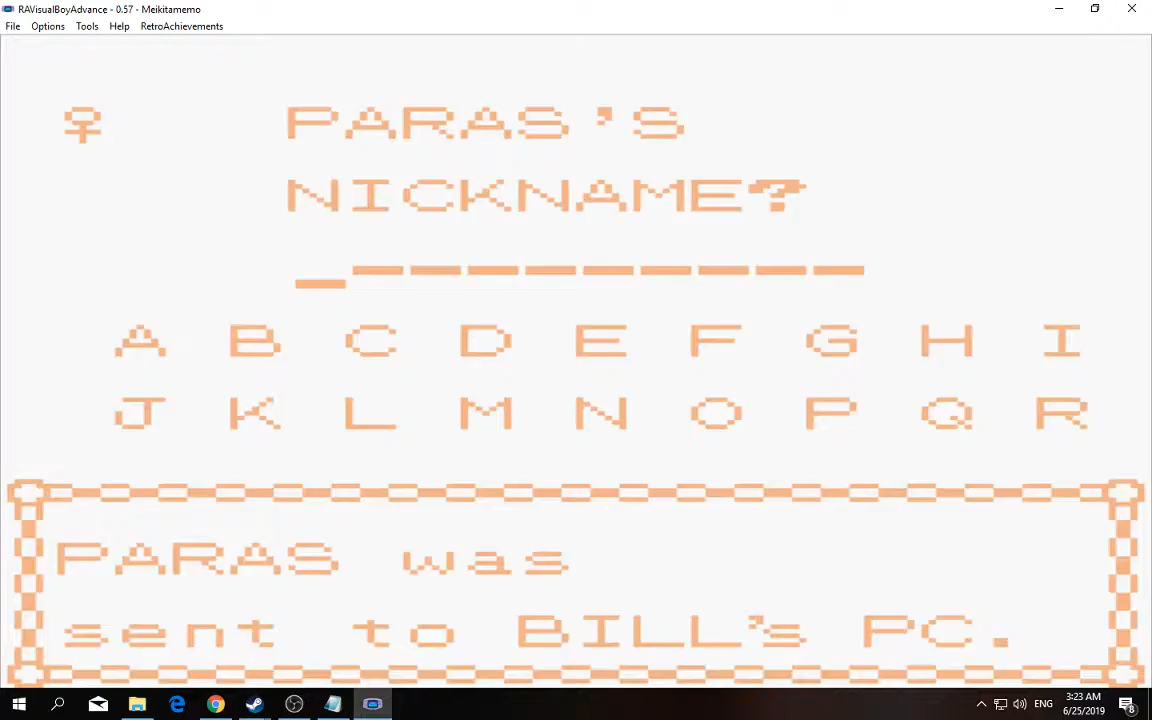 RAVisualBoyAdvance - 0.57 - Meikitamemo
File Options Tools Help RetroAchievements
♀ PARAS'S
NICKNAME?
A B C D E F G H I
J K L M N O P Q R
PARAS was
sent to BILL's PC.
ENG
3:23 AM
6/25/2019
8